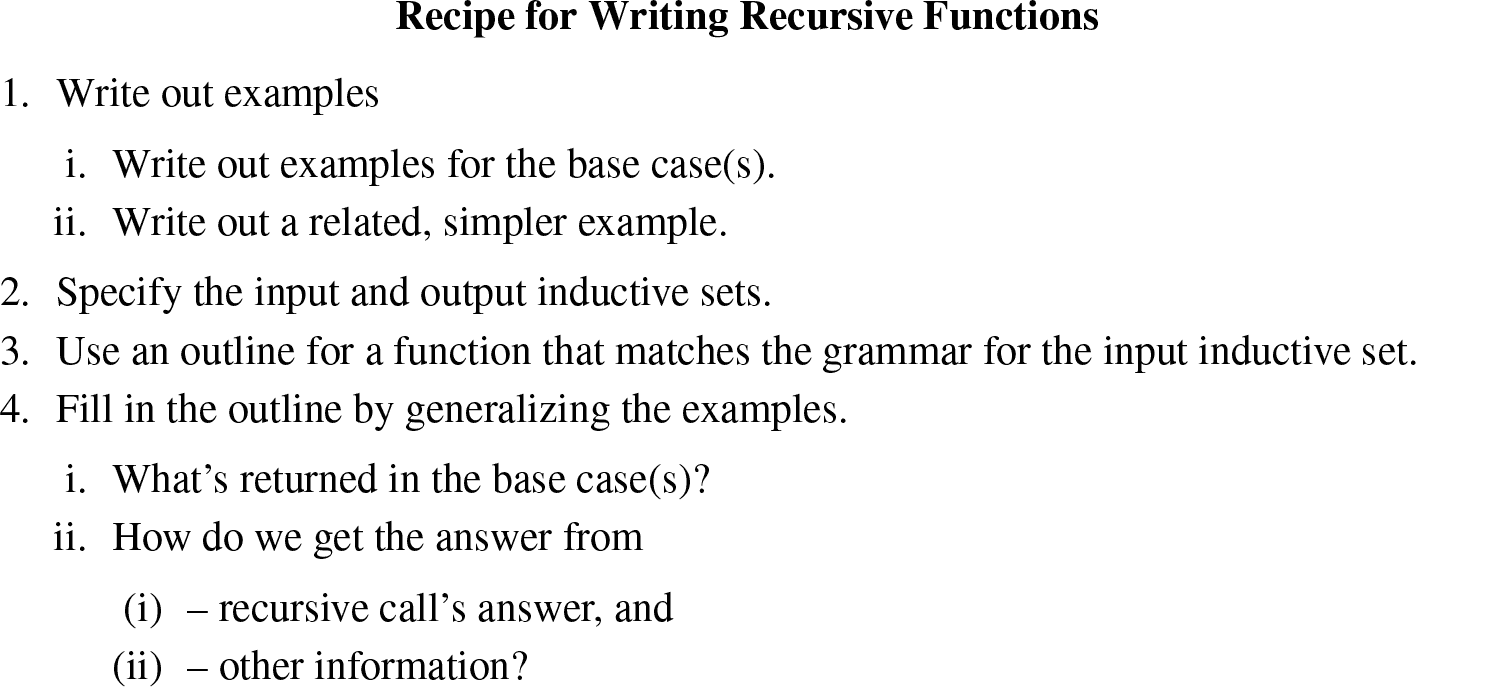 Recipe for Writing Recursive Functions
1. Write out examples
i. Write out examples for the base case(s).
ii. Write out a related, simpler example.
2. Specify the input and output inductive sets.
3. Use an outline for a function that matches the grammar for the input inductive set.
4. Fill in the outline by generalizing the examples.
i. What’s returned in the base case(s)?
ii. How do we get the answer from
(i) – recursive call’s answer, and
(ii) – other information?